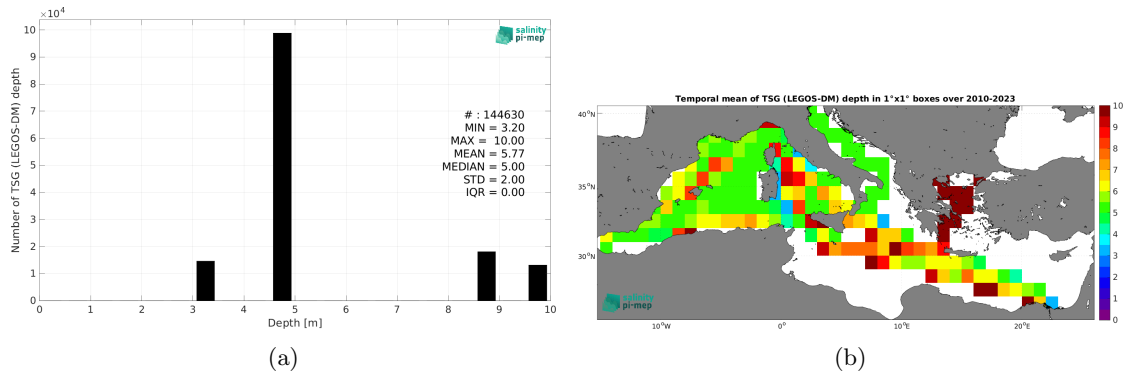 ×10⁴
10
9
8
7
6
5
4
3
2
1
0
Number of TSG (LEGOS-DM) depth
salinity
pi-mep
# : 144630
MIN = 3.20
MAX = 10.00
MEAN = 5.77
MEDIAN = 5.00
STD = 2.00
IQR = 0.00
0 1 2 3 4 5 6 7 8 9 10
Depth [m]
(a)
Temporal mean of TSG (LEGOS-DM) depth in 1°x1° boxes over 2010-2023
40°N
35°N
30°N
salinity
pi-mep
10°W 0° 10°E 20°E
10
9
8
7
6
5
4
3
2
1
0
(b)